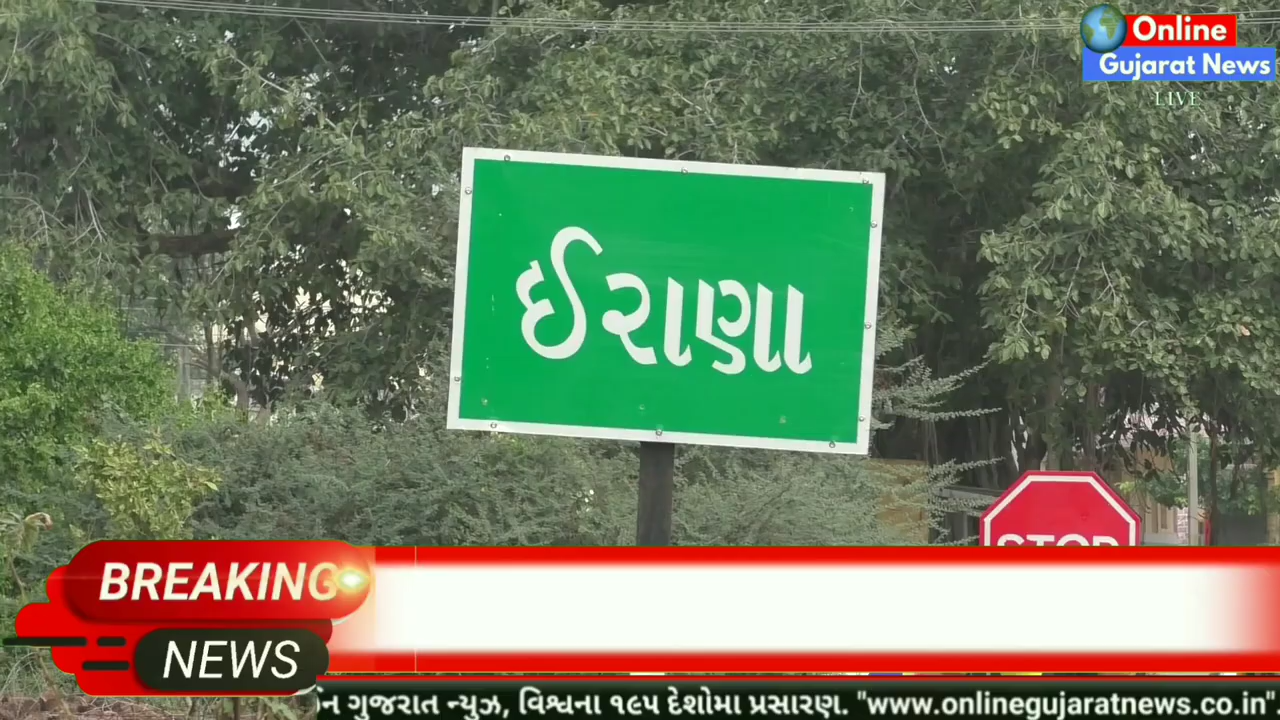 Online
Gujarat News
LIVE
ઈરાણા
STOP
BREAKING
NEWS
ગુજરાત ન્યુઝ, વિશ્વના ૧૯૫ દેશોમા પ્રસારણ. "www.onlinegujaratnews.co.in".